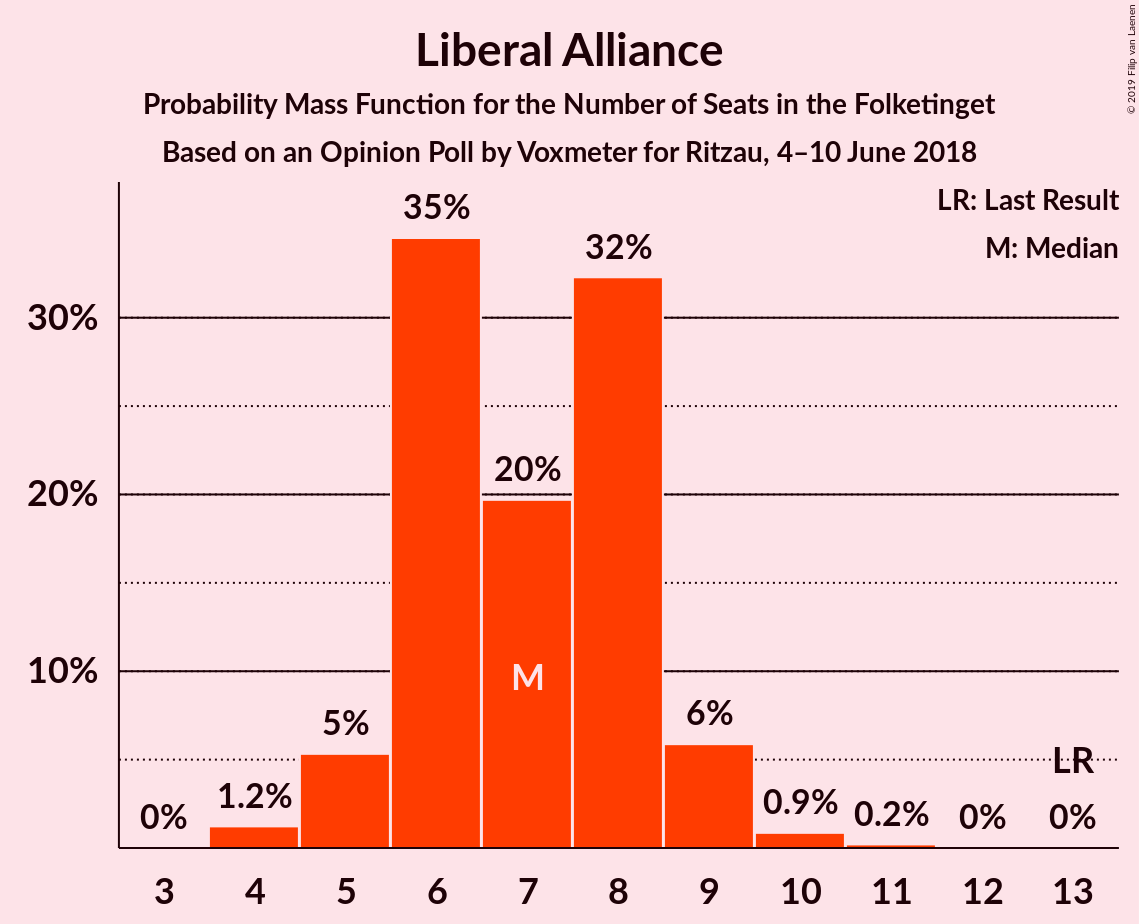 Liberal Alliance
Probability Mass Function for the Number of Seats in the Folketinget
Based on an Opinion Poll by Voxmeter for Ritzau, 4–10 June 2018
© 2019 Filip van Laenen
LR: Last Result
M: Median
30%
20%
10%
0%
1.2%
5%
35%
20%
32%
6%
0.9%
0.2%
0%
0%
M
LR
3 4 5 6 7 8 9 10 11 12 13